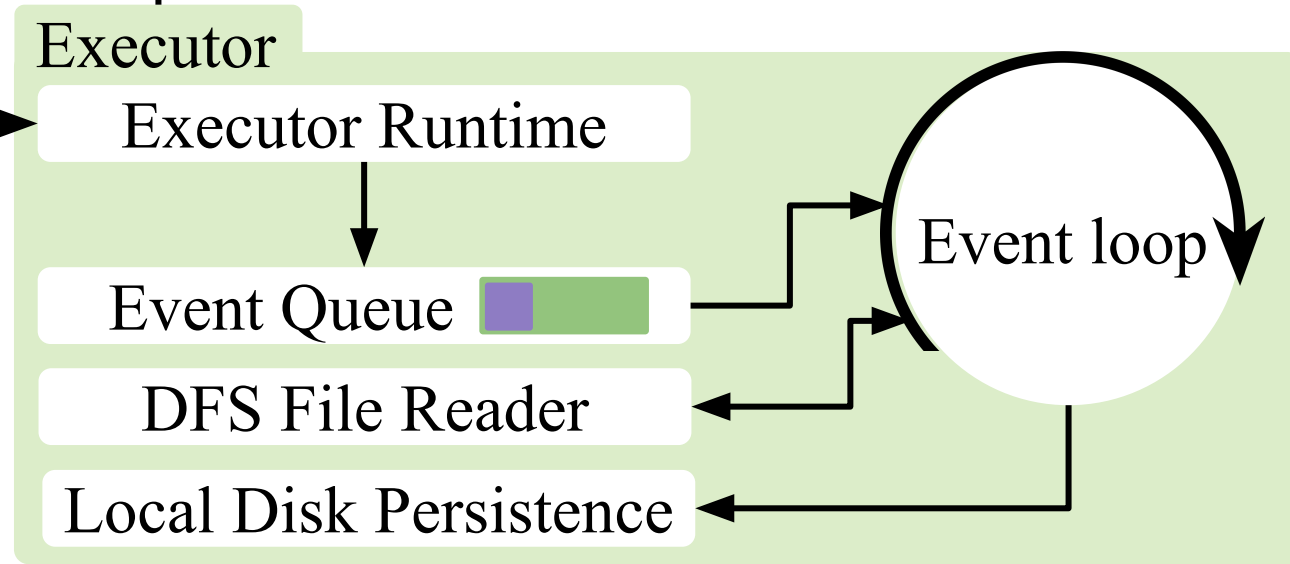 Executor
Executor Runtime
Event Queue
DFS File Reader
Local Disk Persistence
Event loop